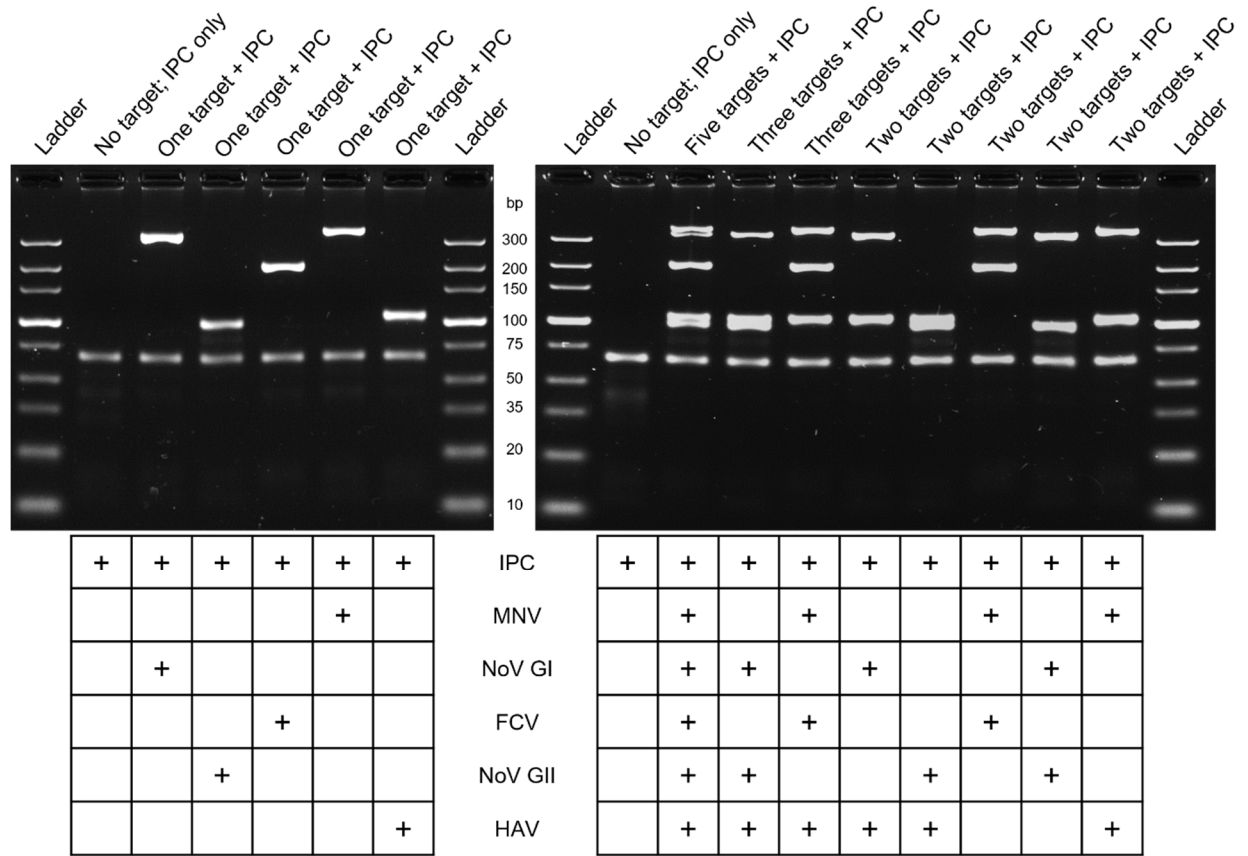 Ladder
No target; IPC only
One target + IPC
One target + IPC
One target + IPC
One target + IPC
One target + IPC
Ladder
Ladder
No target; IPC only
Five targets + IPC
Three targets + IPC
Three targets + IPC
Two targets + IPC
Two targets + IPC
Two targets + IPC
Two targets + IPC
Two targets + IPC
Ladder
bp
300
200
150
100
75
50
35
20
10
+ + + + + + IPC + + + + + + + + +
+ MNV + + + +
+ NoV GI + + + +
+ FCV + + +
+ NoV GII + + + +
+ HAV + + + + + +